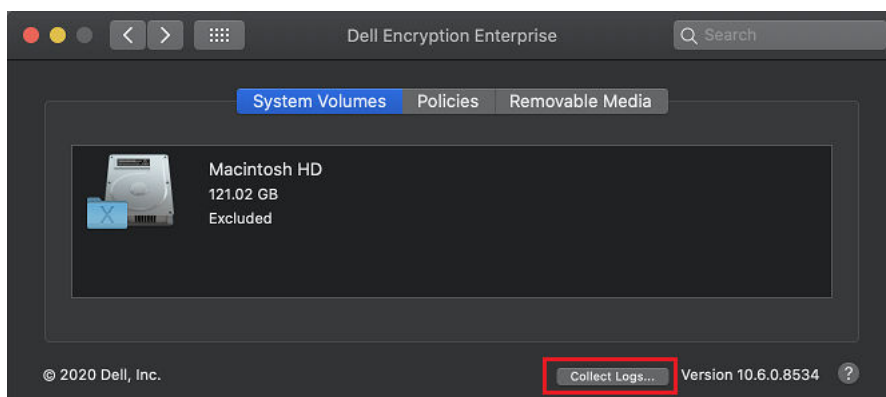 Dell Encryption Enterprise
Search
System Volumes
Policies
Removable Media
Macintosh HD
121.02 GB
Excluded
X
© 2020 Dell, Inc.
Collect Logs...
Version 10.6.0.8534
?